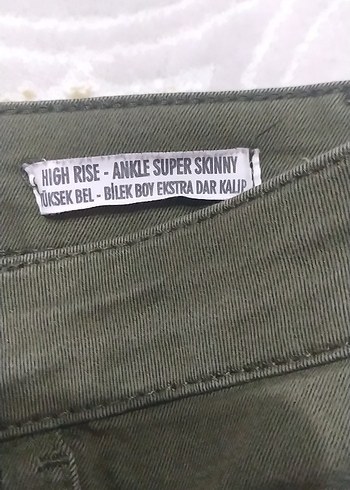 HIGH RISE - ANKLE SUPER SKINNY
YÜKSEK BEL - BİLEK BOY EKSTRA DAR KALIP